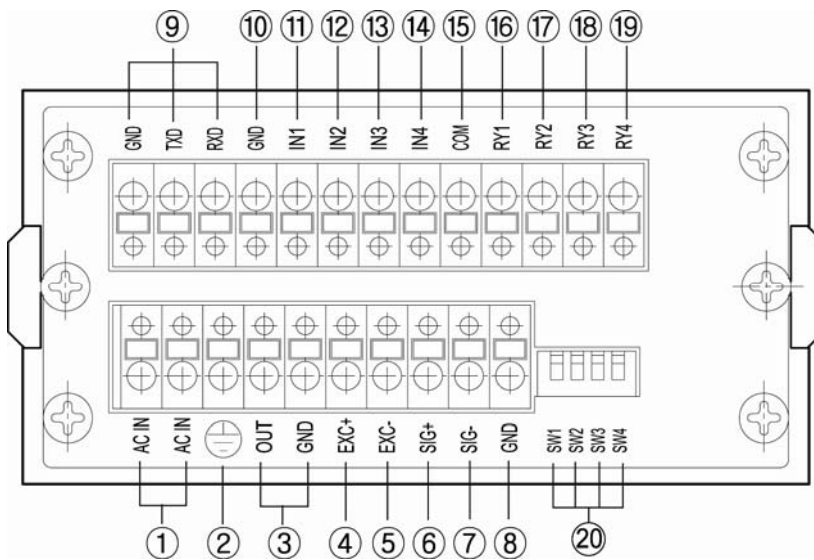 ⑨ ⑩ ⑪ ⑫ ⑬ ⑭ ⑮ ⑯ ⑰ ⑱ ⑲
GND TXD RXD GND IN1 IN2 IN3 IN4 COM RY1 RY2 RY3 RY4
AC IN AC IN OUT GND EXC+ EXC- SIG+ SIG- GND SW1 SW2 SW3 SW4
① ② ③ ④ ⑤ ⑥ ⑦ ⑧ ⑳